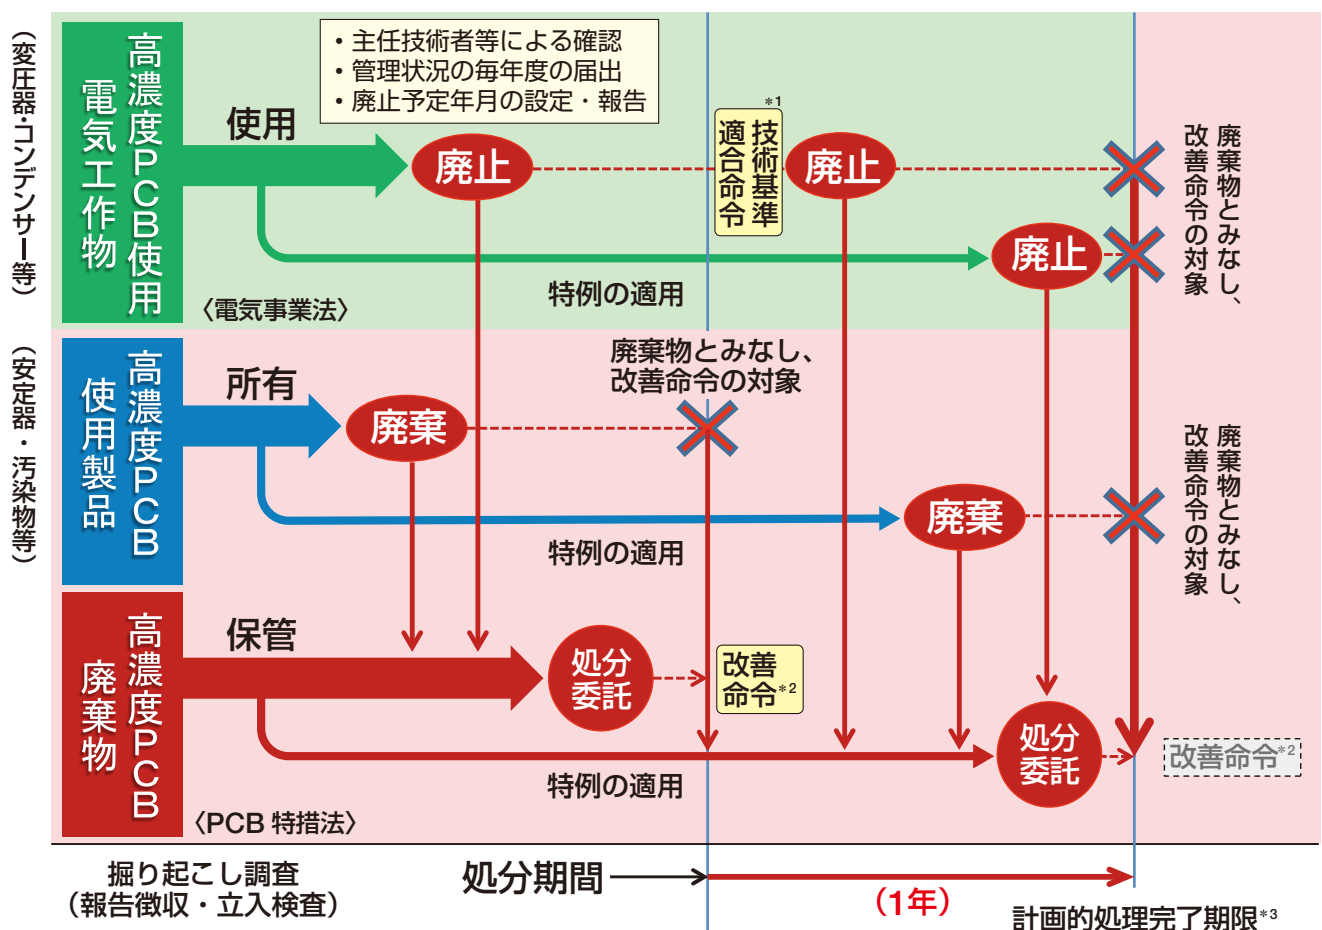 （変圧器・コンデンサー等）
高濃度PCB使用
電気工作物
・主任技術者等による確認
・管理状況の毎年度の届出
・廃止予定年月の設定・報告
使用
廃止
*1
技術基準
適合命令
廃止
廃止
特例の適用
〈電気事業法〉
廃棄物とみなし、
改善命令の対象
（安定器・汚染物等）
高濃度PCB
使用製品
所有
廃棄
廃棄物とみなし、
改善命令の対象
廃棄
特例の適用
廃棄物とみなし、
改善命令の対象
高濃度PCB
廃棄物
保管
処分
委託
改善
命令*2
処分
委託
改善命令*2
特例の適用
〈PCB 特措法〉
掘り起こし調査
（報告徴収・立入検査）
処分期間
（1年）
計画的処理完了期限*3